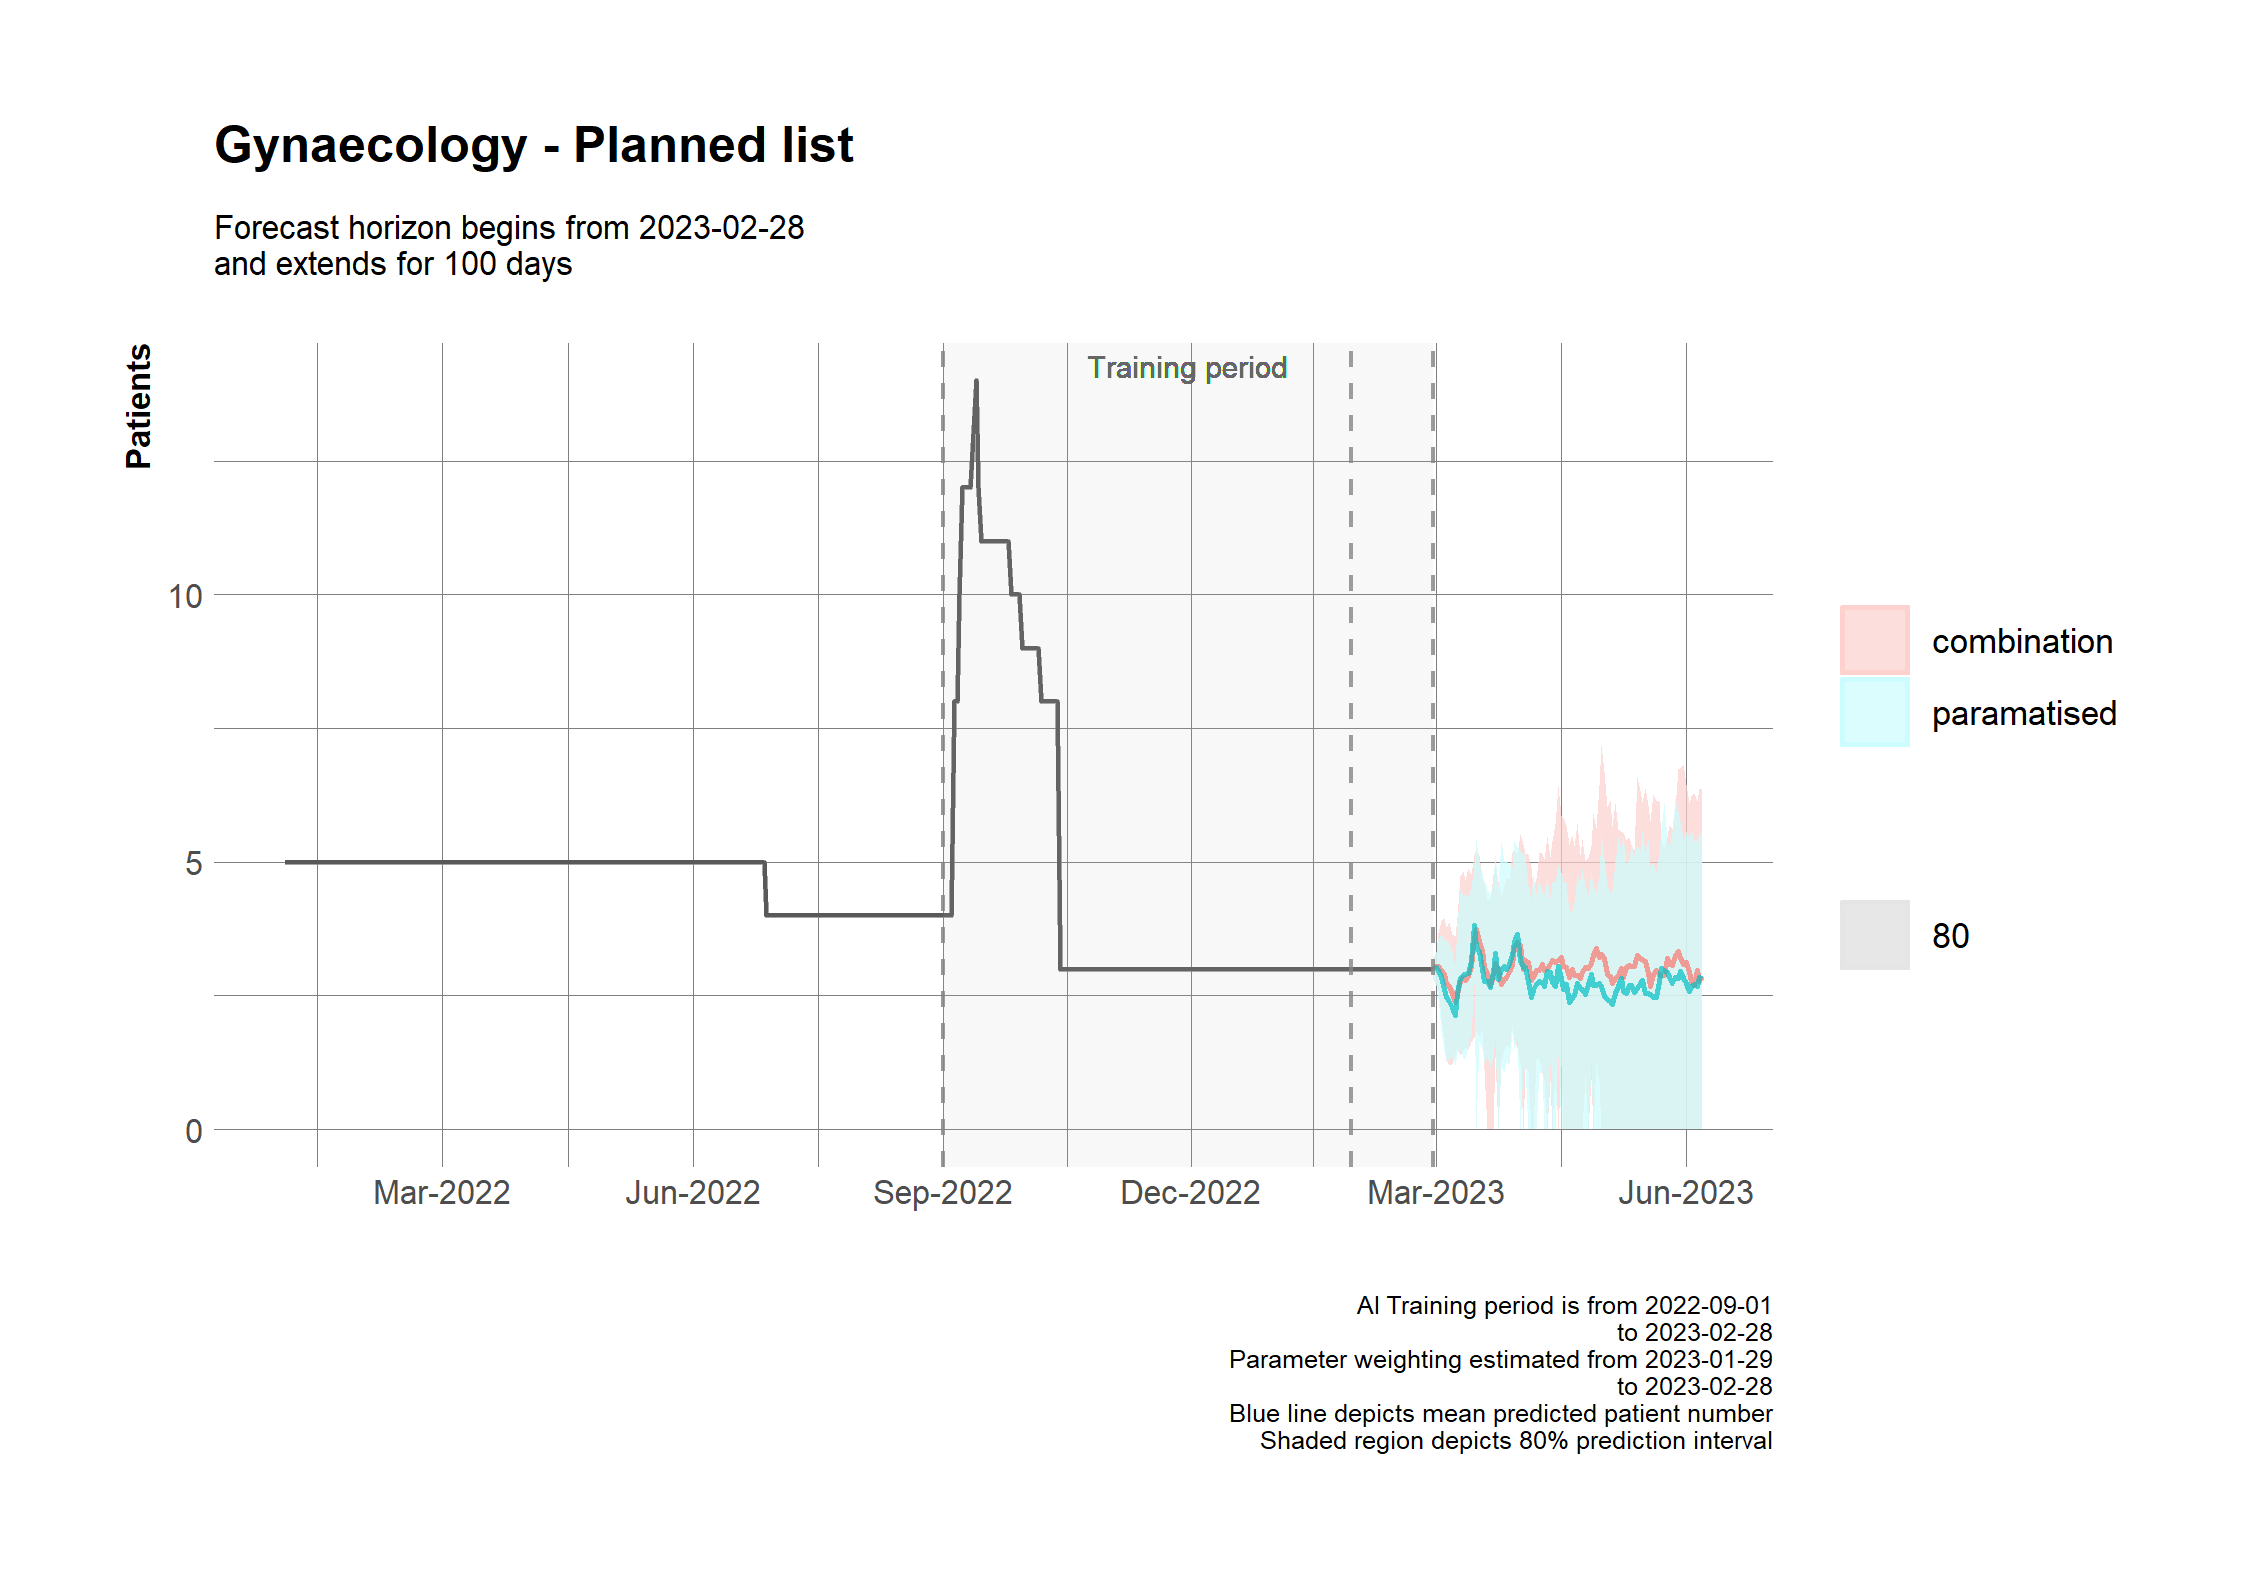 Gynaecology - Planned list
Forecast horizon begins from 2023-02-28
and extends for 100 days
Patients
Training period
10
5
0
Mar-2022
Jun-2022
Sep-2022
Dec-2022
Mar-2023
Jun-2023
combination
paramatised
80
AI Training period is from 2022-09-01
to 2023-02-28
Parameter weighting estimated from 2023-01-29
to 2023-02-28
Blue line depicts mean predicted patient number
Shaded region depicts 80% prediction interval